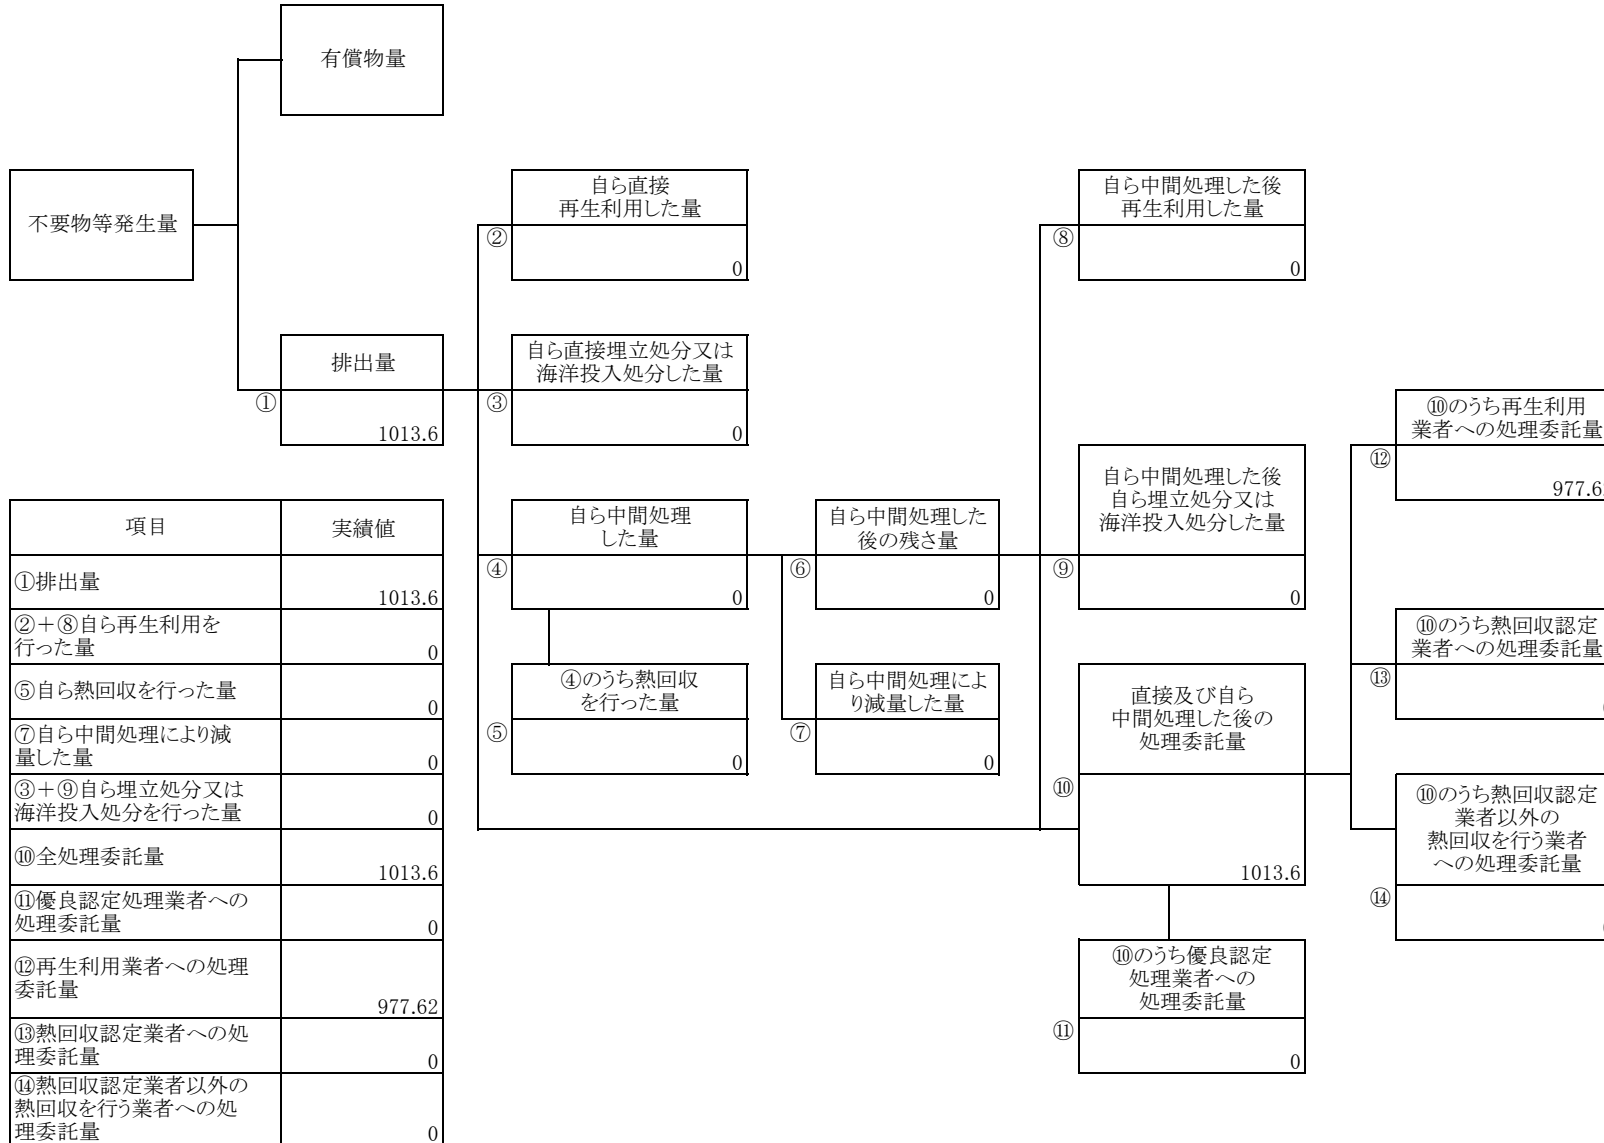 有償物量
不要物等発生量
自ら直接
再生利用した量
②
0
自ら中間処理した後
再生利用した量
⑧
0
排出量
①
1013.6
自ら直接埋立処分又は
海洋投入処分した量
③
0
⑩のうち再生利用
業者への処理委託量
⑫
977.6
自ら中間処理した後
自ら埋立処分又は
海洋投入処分した量
⑨
0
自ら中間処理
した量
④
0
自ら中間処理した
後の残さ量
⑥
0
⑩のうち熱回収認定
業者への処理委託量
⑬
④のうち熱回収
を行った量
⑤
0
自ら中間処理によ
り減量した量
⑦
0
直接及び自ら
中間処理した後の
処理委託量
⑩
1013.6
⑩のうち熱回収認定
業者以外の
熱回収を行う業者
への処理委託量
⑭
⑩のうち優良認定
処理業者への
処理委託量
⑪
0
項目 実績値
①排出量
1013.6
②+⑧自ら再生利用を
行った量 0
⑤自ら熱回収を行った量
0
⑦自ら中間処理により減
量した量 0
③+⑨自ら埋立処分又は
海洋投入処分を行った量 0
⑩全処理委託量
1013.6
⑪優良認定処理業者への
処理委託量 0
⑫再生利用業者への処理
委託量
977.62
⑬熱回収認定業者への処
理委託量 0
⑭熱回収認定業者以外の
熱回収を行う業者への処
理委託量 0